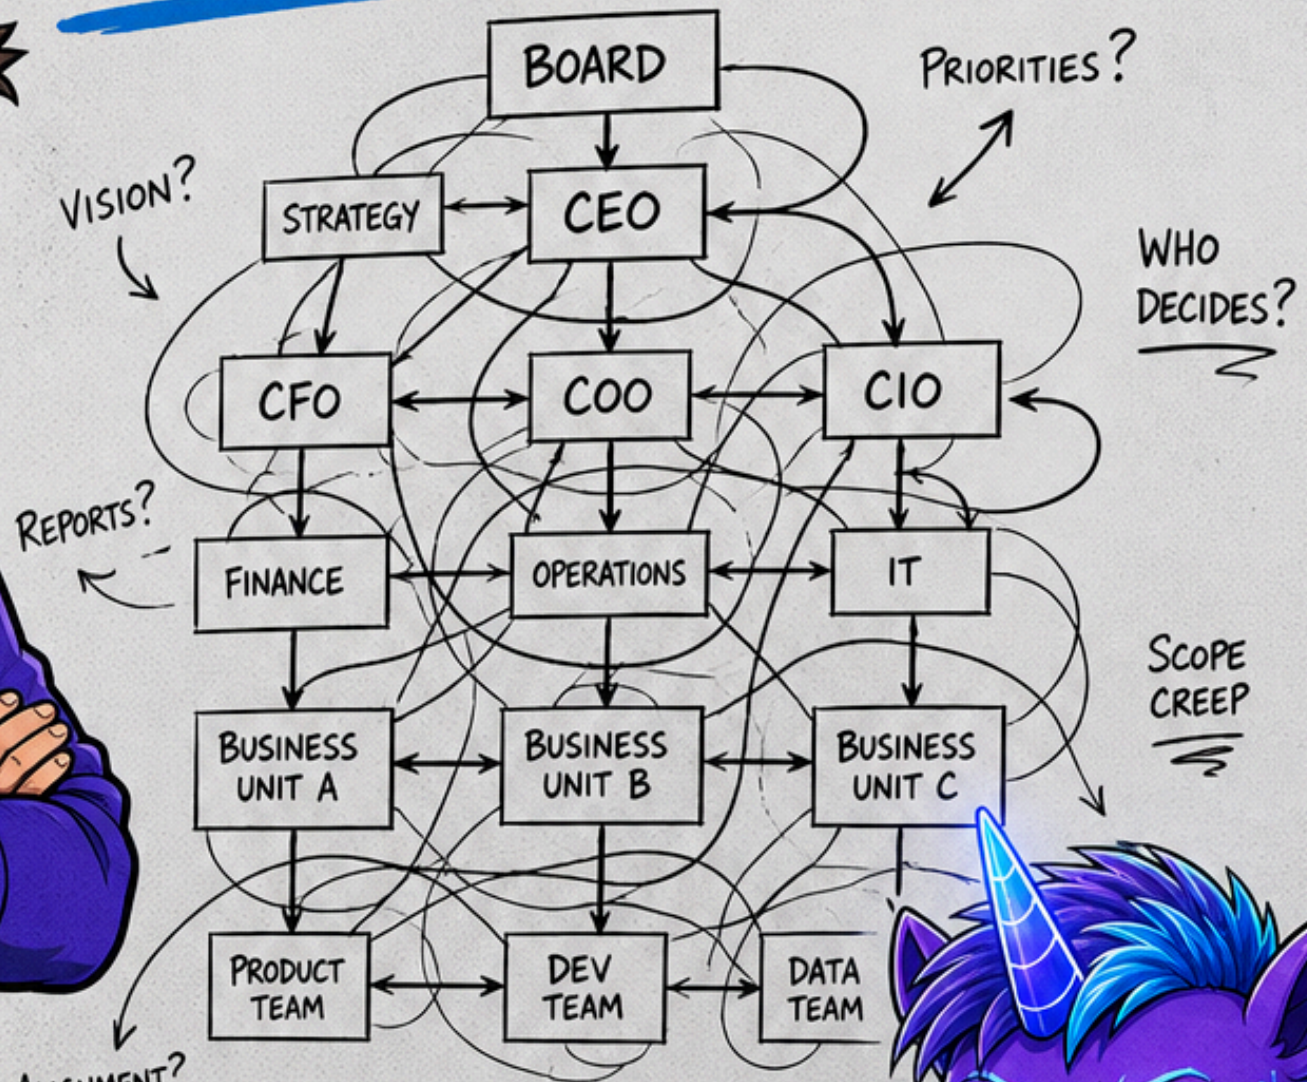 BOARD
PRIORITIES?
VISION?
STRATEGY
CEO
WHO
DECIDES?
CFO
COO
CIO
REPORTS?
FINANCE
OPERATIONS
IT
SCOPE
CREEP
BUSINESS
UNIT A
BUSINESS
UNIT B
BUSINESS
UNIT C
PRODUCT
TEAM
DEV
TEAM
DATA
TEAM